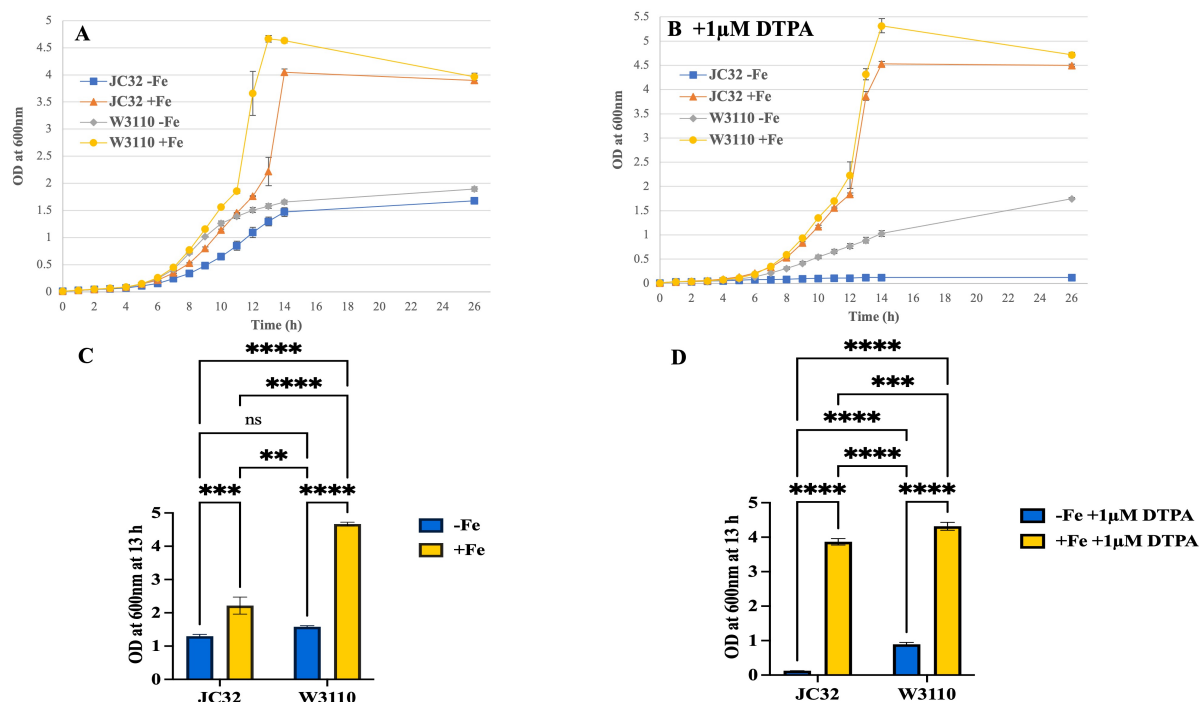 A
OD at 600nm
5
4.5
4
3.5
3
2.5
2
1.5
1
0.5
0
JC32 -Fe
JC32 +Fe
W3110 -Fe
W3110 +Fe
0 2 4 6 8 10 12 14 16 18 20 22 24 26
Time (h)
B +1µM DTPA
OD at 600nm
5.5
5
4.5
4
3.5
3
2.5
2
1.5
1
0.5
0
JC32 -Fe
JC32 +Fe
W3110 -Fe
W3110 +Fe
0 2 4 6 8 10 12 14 16 18 20 22 24 26
Time (h)
C
****
****
ns
**
*** ****
OD at 600nm at 13 h
5
4
3
2
1
0
JC32 W3110
-Fe
+Fe
D
****
***
****
****
**** ****
OD at 600nm at 13 h
5
4
3
2
1
0
JC32 W3110
-Fe +1µM DTPA
+Fe +1µM DTPA